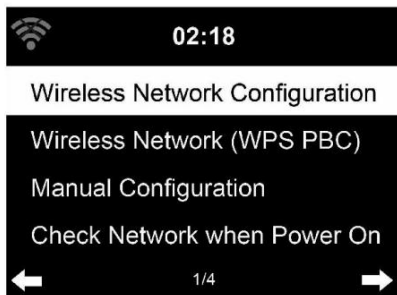 02:18
Wireless Network Configuration
Wireless Network (WPS PBC)
Manual Configuration
Check Network when Power On
1/4